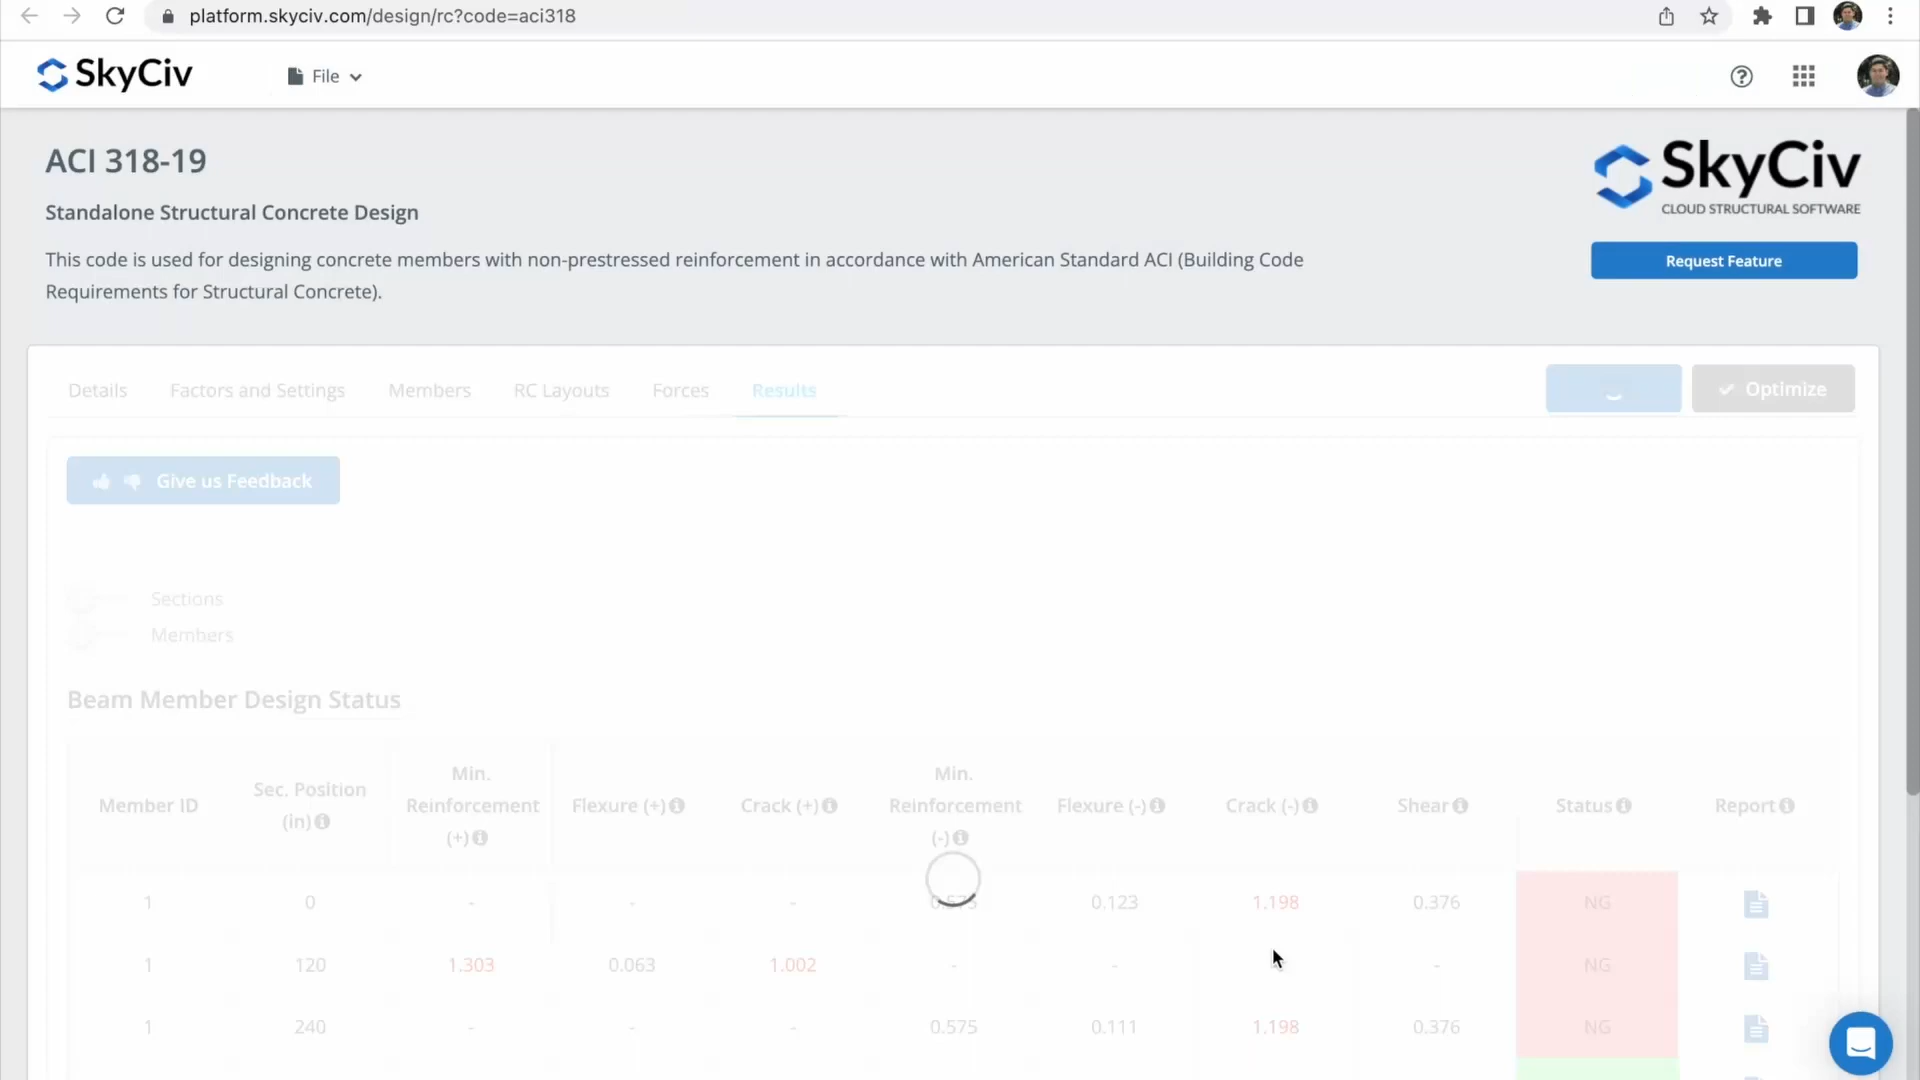 platform.skyciv.com/design/rc?code=aci318
SkyCiv
File
ACI 318-19
SkyCiv
CLOUD STRUCTURAL SOFTWARE
Standalone Structural Concrete Design
This code is used for designing concrete members with non-prestressed reinforcement in accordance with American Standard ACI (Building Code
Requirements for Structural Concrete).
Request Feature
Details Factors and Settings Members RC Layouts Forces Results
Optimize
Give us Feedback
Sections
Members
Beam Member Design Status
Member ID
Sec. Position
(in)
Min.
Reinforcement
(+)
Flexure (+)
Crack (+)
Min.
Reinforcement
(-)
Flexure (-)
Crack (-)
Shear
Status
Report
1 0 - - - 0.575 0.123 1.198 0.376 NG
1 120 1.303 0.063 1.002 - - - NG
1 240 - - - 0.575 0.111 1.198 0.376 NG